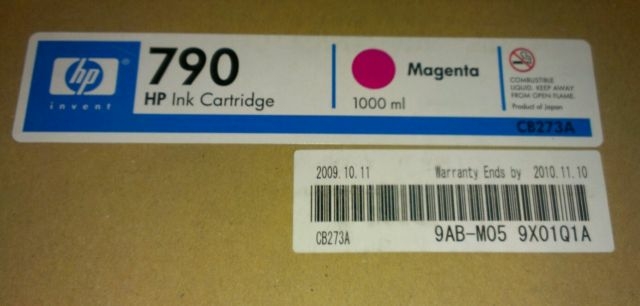 hp
invent
790
HP Ink Cartridge
Magenta
1000 ml
COMBUSTIBLE
LIQUID. KEEP AWAY
FROM OPEN FLAME.
Product of Japan
CB273A
2009.10.11 Warranty Ends by 2010.11.10
CB273A 9AB-M05 9X01Q1A